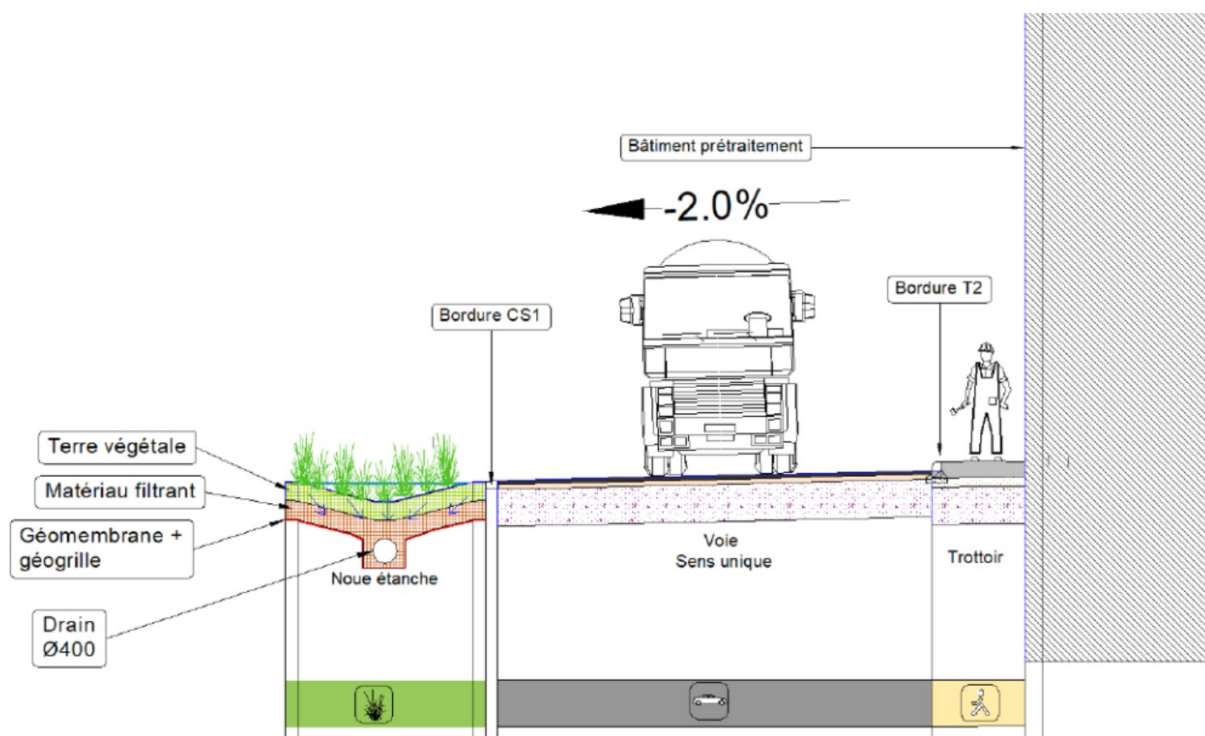 Bâtiment prétraitement
-2.0%
Bordure T2
Bordure CS1
Terre végétale
Matériau filtrant
Géomembrane +
géogrille
Noue étanche
Voie
Sens unique
Trottoir
Drain
Ø400